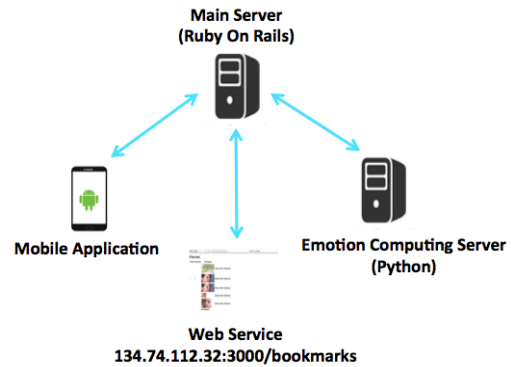 Main Server
(Ruby On Rails)
Mobile Application
Emotion Computing Server
(Python)
Web Service
134.74.112.32:3000/bookmarks